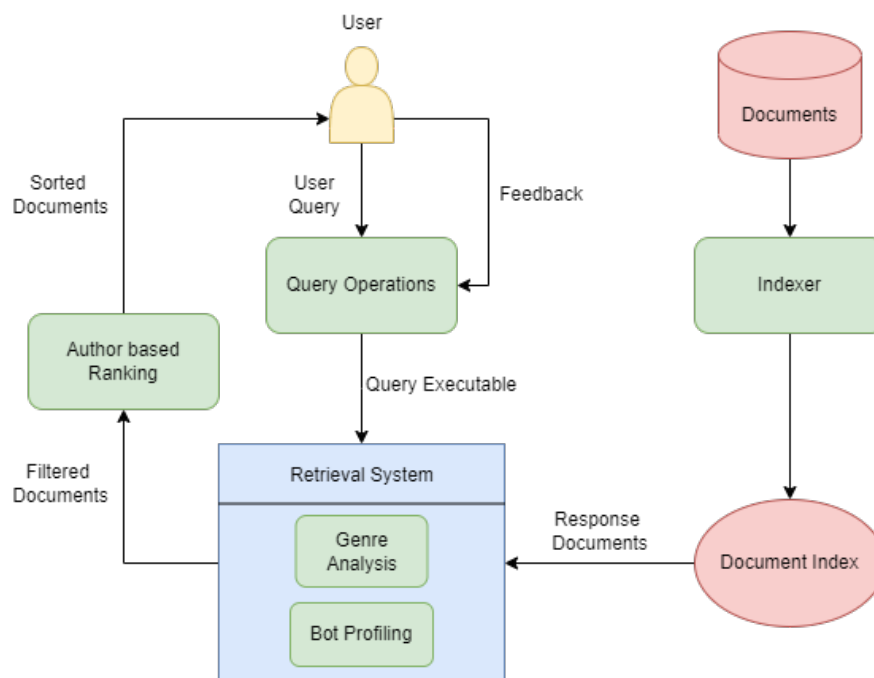 User
Documents
Sorted
Documents
User
Query
Feedback
Query Operations
Indexer
Author based
Ranking
Query Executable
Filtered
Documents
Retrieval System
Response
Documents
Genre
Analysis
Document Index
Bot Profiling